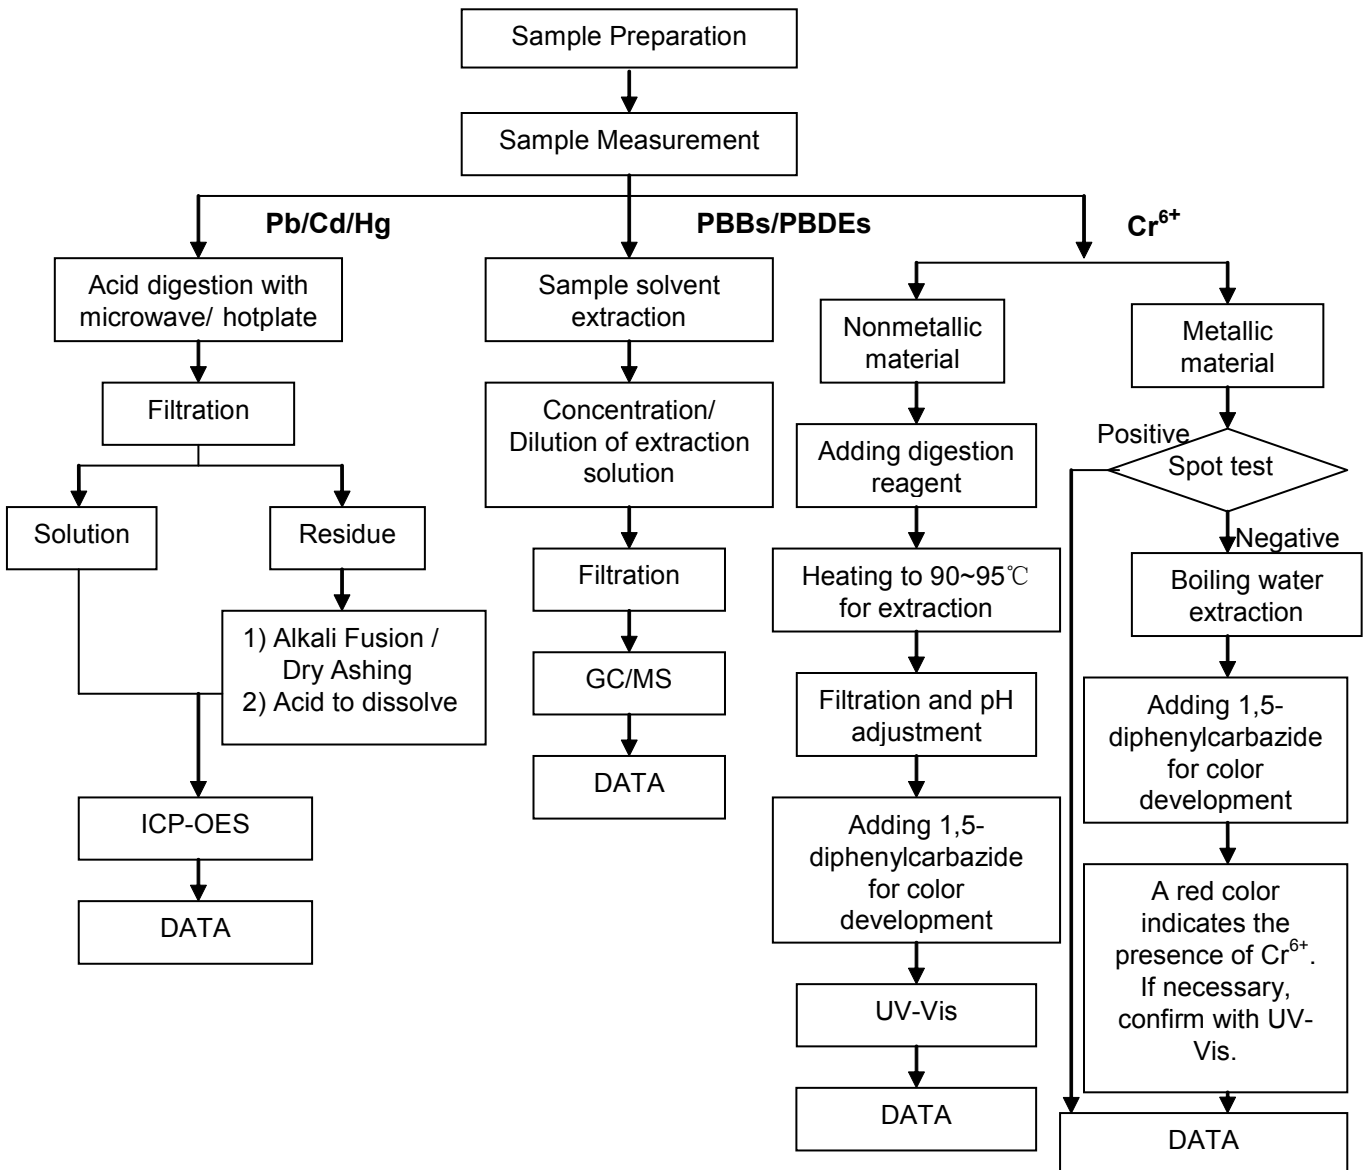 Sample Preparation
Sample Measurement
Pb/Cd/Hg
PBBs/PBDEs
Cr⁶⁺
Acid digestion with
microwave/ hotplate
Filtration
Solution
Residue
1) Alkali Fusion /
Dry Ashing
2) Acid to dissolve
ICP-OES
DATA
Sample solvent
extraction
Concentration/
Dilution of extraction
solution
Filtration
GC/MS
DATA
Nonmetallic
material
Adding digestion
reagent
Heating to 90~95℃
for extraction
Filtration and pH
adjustment
Adding 1,5-
diphenylcarbazide
for color
development
UV-Vis
DATA
Metallic
material
Positive
Spot test
Negative
Boiling water
extraction
Adding 1,5-
diphenylcarbazide
for color
development
A red color
indicates the
presence of Cr⁶⁺.
If necessary,
confirm with UV-
Vis.
DATA